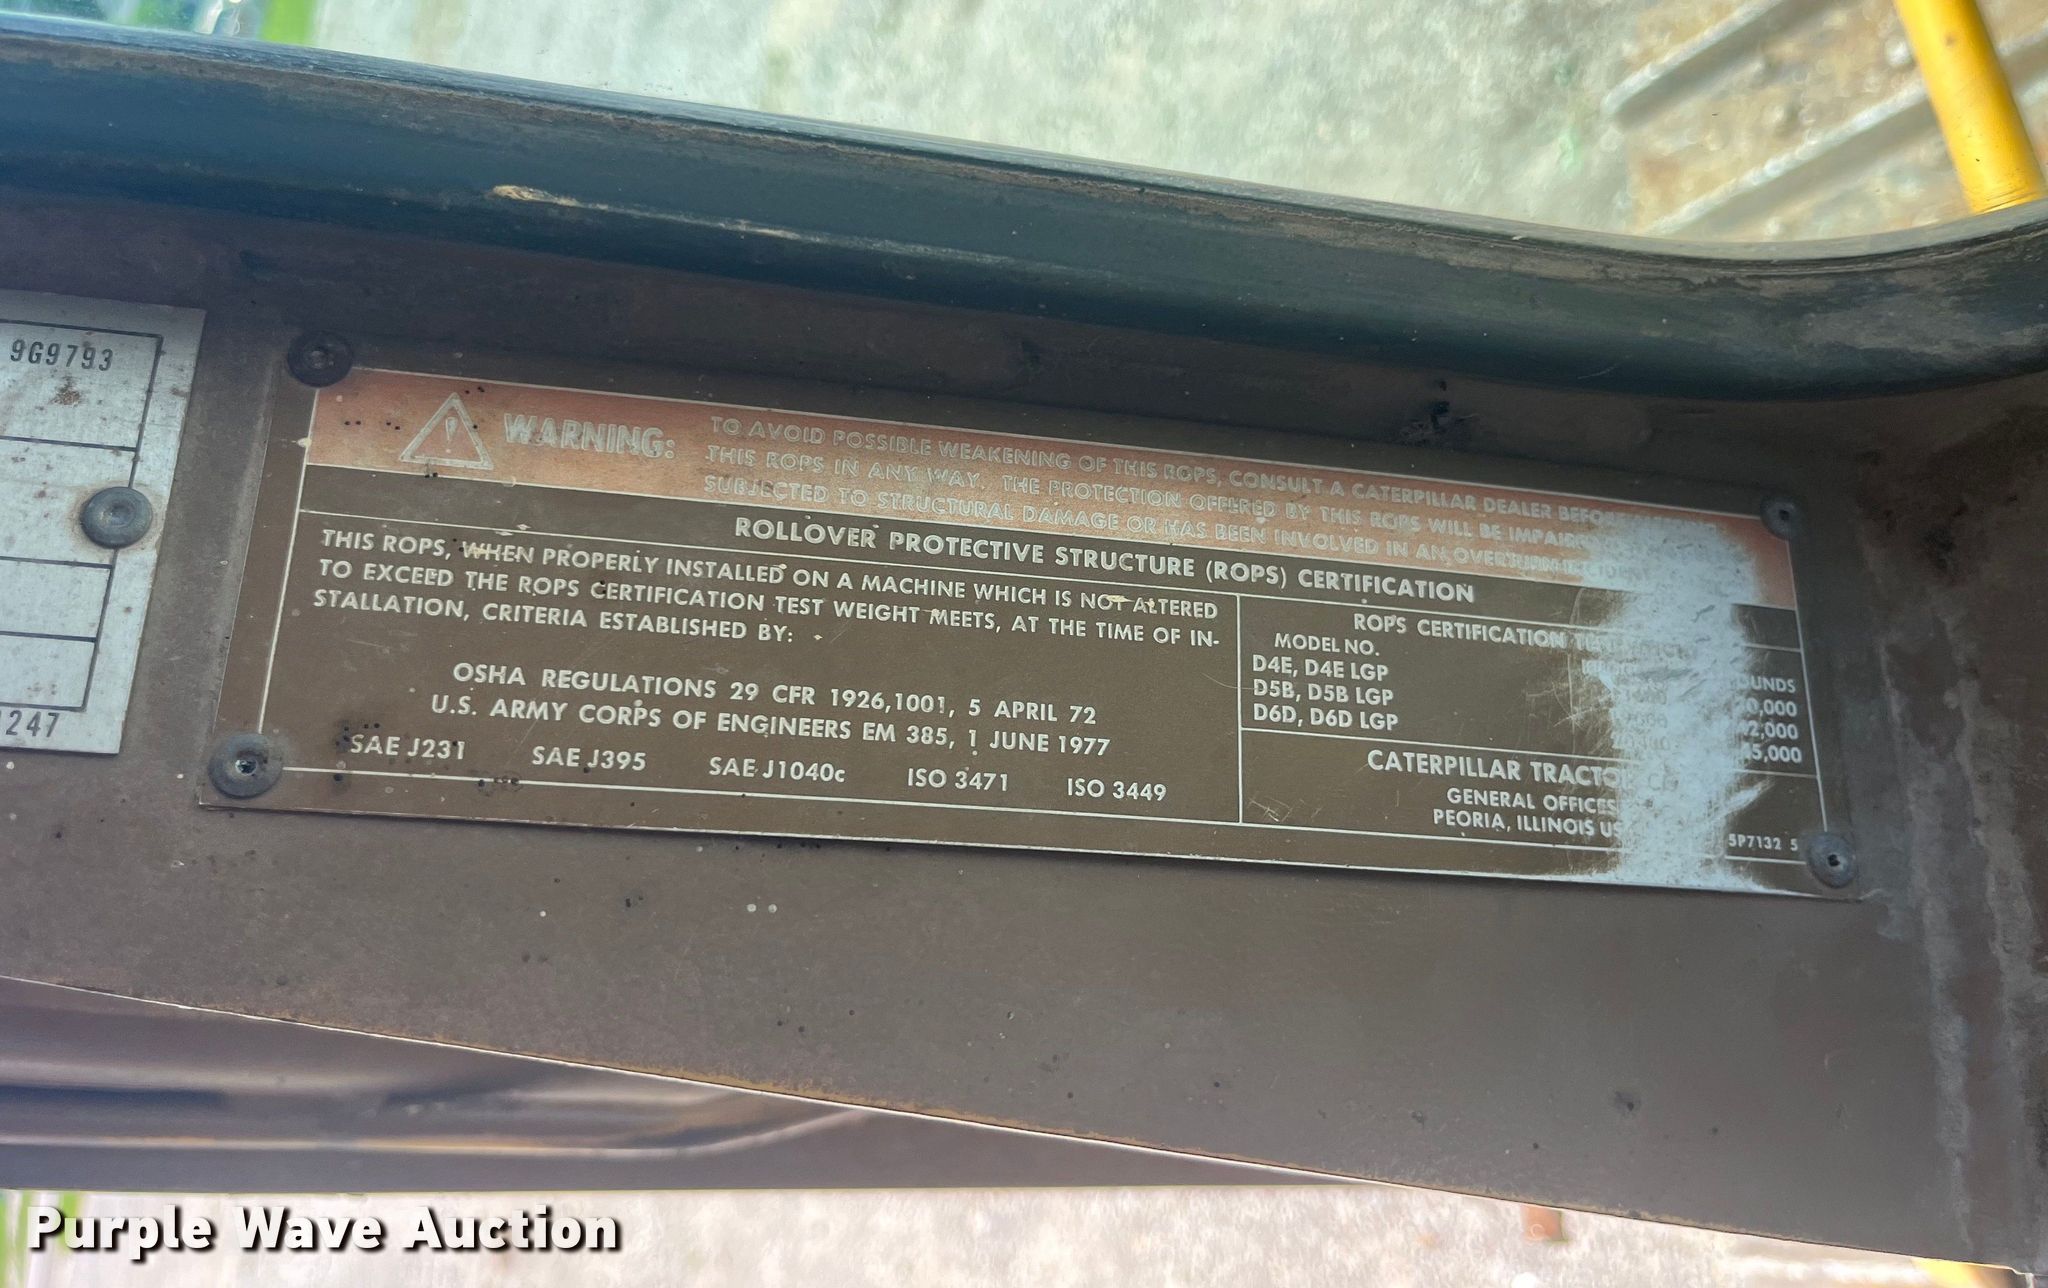 9G9793
1247
WARNING:
TO AVOID POSSIBLE WEAKENING OF THIS ROPS, CONSULT A CATERPILLAR DEALER
THIS ROPS IN ANY WAY. THE PROTECTION OFFERED BY THIS ROPS WILL BE
SUBJECTED TO STRUCTURAL DAMAGE OR HAS BEEN INVOLVED IN AN OVERTURN
ROLLOVER PROTECTIVE STRUCTURE (ROPS) CERTIFICATION
THIS ROPS, WHEN PROPERLY INSTALLED ON A MACHINE WHICH IS NOT ALTERED
TO EXCEED THE ROPS CERTIFICATION TEST WEIGHT MEETS, AT THE TIME OF IN-
STALLATION, CRITERIA ESTABLISHED BY:
OSHA REGULATIONS 29 CFR 1926,1001, 5 APRIL 72
U.S. ARMY CORPS OF ENGINEERS EM 385, 1 JUNE 1977
SAE J231 SAE J395 SAE J1040c ISO 3471 ISO 3449
ROPS CERTIFICATION
MODEL NO.
D4E, D4E LGP
D5B, D5B LGP
D6D, D6D LGP
CATERPILLAR
GENERAL OFFICES
PEORIA, ILLINOIS
5P7132 5
Purple Wave Auction